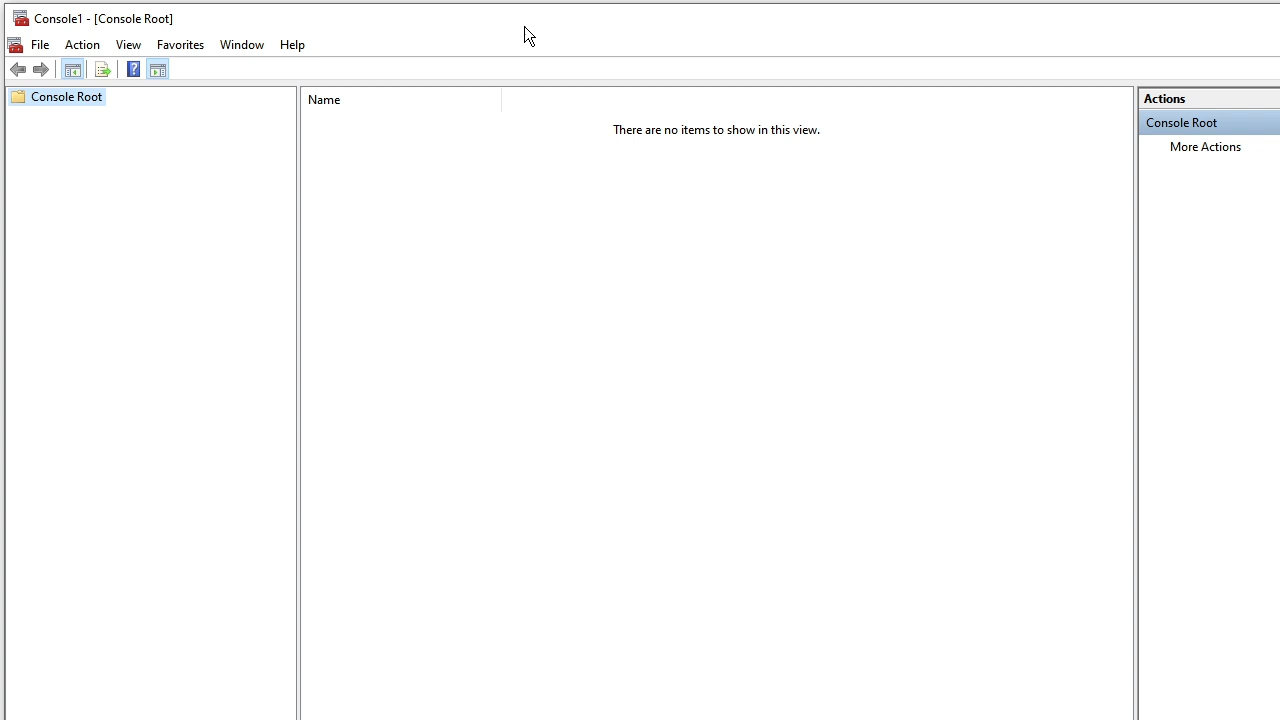 Console1 - [Console Root]
File Action View Favorites Window Help
Console Root
Name
There are no items to show in this view.
Actions
Console Root
More Actions